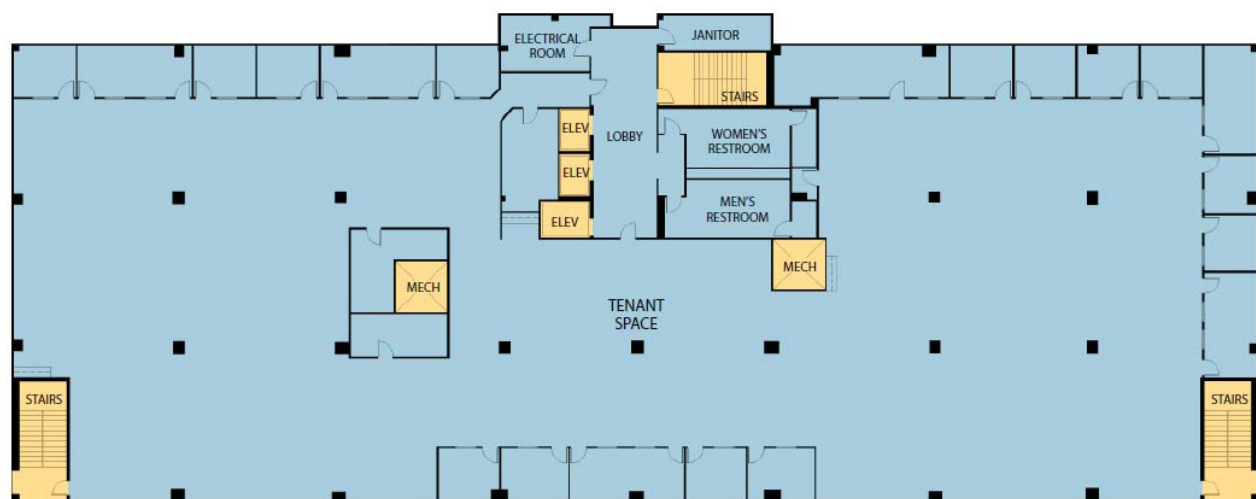 ELECTRICAL
ROOM
JANITOR
STAIRS
ELEV
LOBBY
WOMEN'S
RESTROOM
ELEV
MEN'S
RESTROOM
ELEV
MECH
MECH
TENANT
SPACE
STAIRS
STAIRS